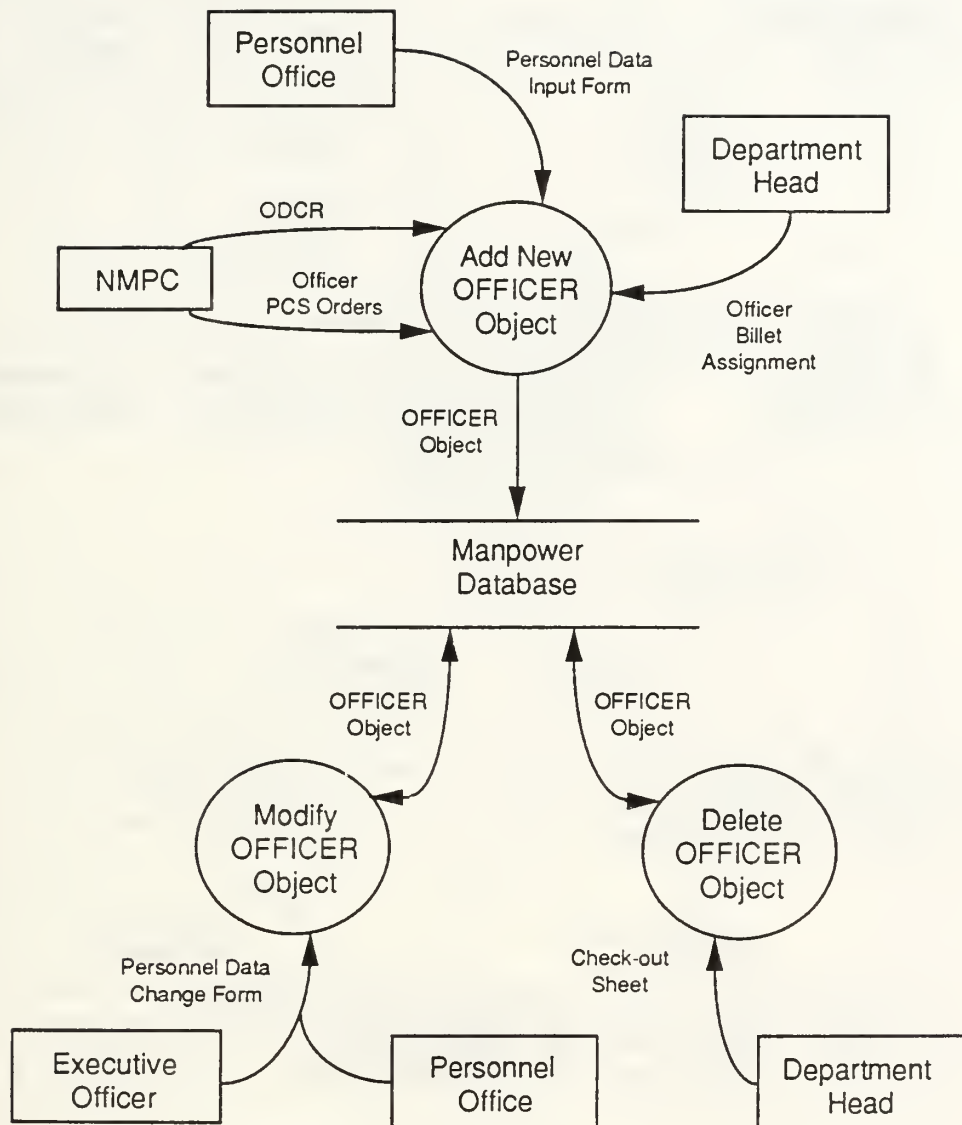 Personnel
Office
Personnel Data
Input Form
Department
Head
ODCR
NMPC
Officer
PCS Orders
Add New
OFFICER
Object
Officer
Billet
Assignment
OFFICER
Object
Manpower
Database
OFFICER
Object
OFFICER
Object
Modify
OFFICER
Object
Delete
OFFICER
Object
Personnel Data
Change Form
Check-out
Sheet
Executive
Officer
Personnel
Office
Department
Head